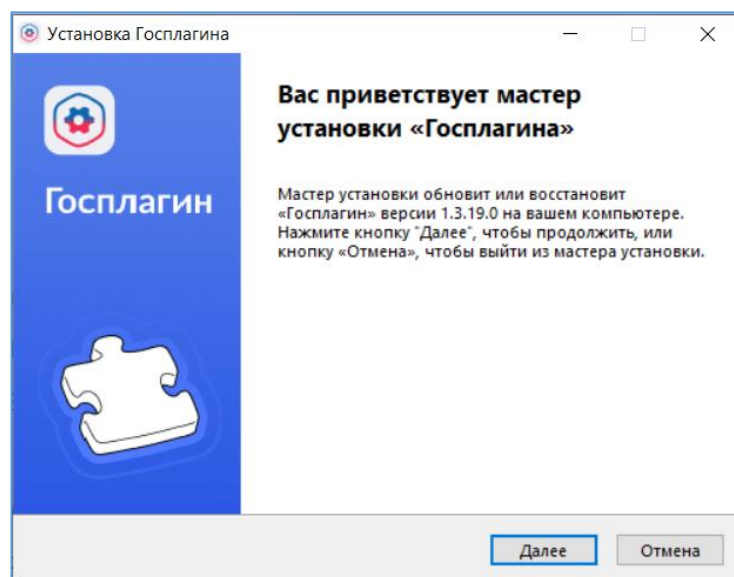 Установка Госплагина
Госплагин
Вас приветствует мастер
установки «Госплагина»
Мастер установки обновит или восстановит
«Госплагин» версии 1.3.19.0 на вашем компьютере.
Нажмите кнопку "Далее", чтобы продолжить, или
кнопку «Отмена», чтобы выйти из мастера установки.
Далее
Отмена